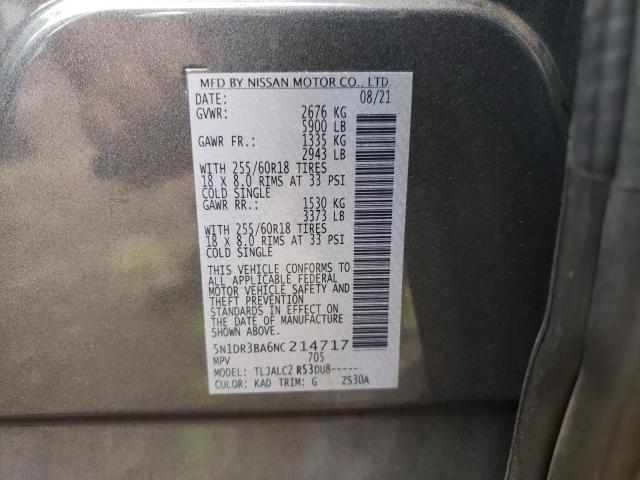 MFD BY NISSAN MOTOR CO., LTD.
DATE: 08/21
GVWR: 2676 KG
5900 LB
GAWR FR.: 1335 KG
2943 LB
WITH 255/60R18 TIRES
18 X 8.0 RIMS AT 33 PSI
COLD SINGLE
GAWR RR.: 1530 KG
3373 LB
WITH 255/60R18 TIRES
18 X 8.0 RIMS AT 33 PSI
COLD SINGLE
THIS VEHICLE CONFORMS TO
ALL APPLICABLE FEDERAL
MOTOR VEHICLE SAFETY AND
THEFT PREVENTION
STANDARDS IN EFFECT ON
THE DATE OF MANUFACTURE
SHOWN ABOVE.
5N1DR3BA6NC214717
MPV 705
MODEL: TLJALC2 R53DU8-----
COLOR: KAD TRIM: G ZS30A